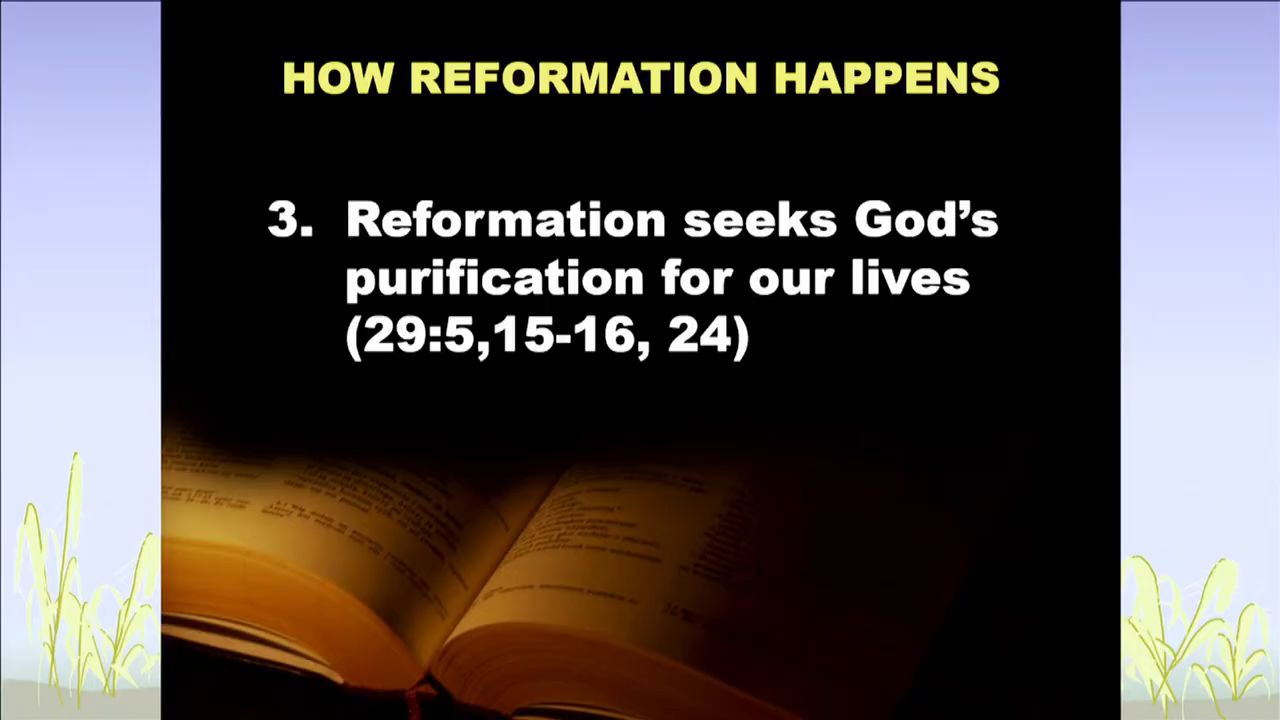 HOW REFORMATION HAPPENS
3. Reformation seeks God’s
purification for our lives
(29:5,15-16, 24)